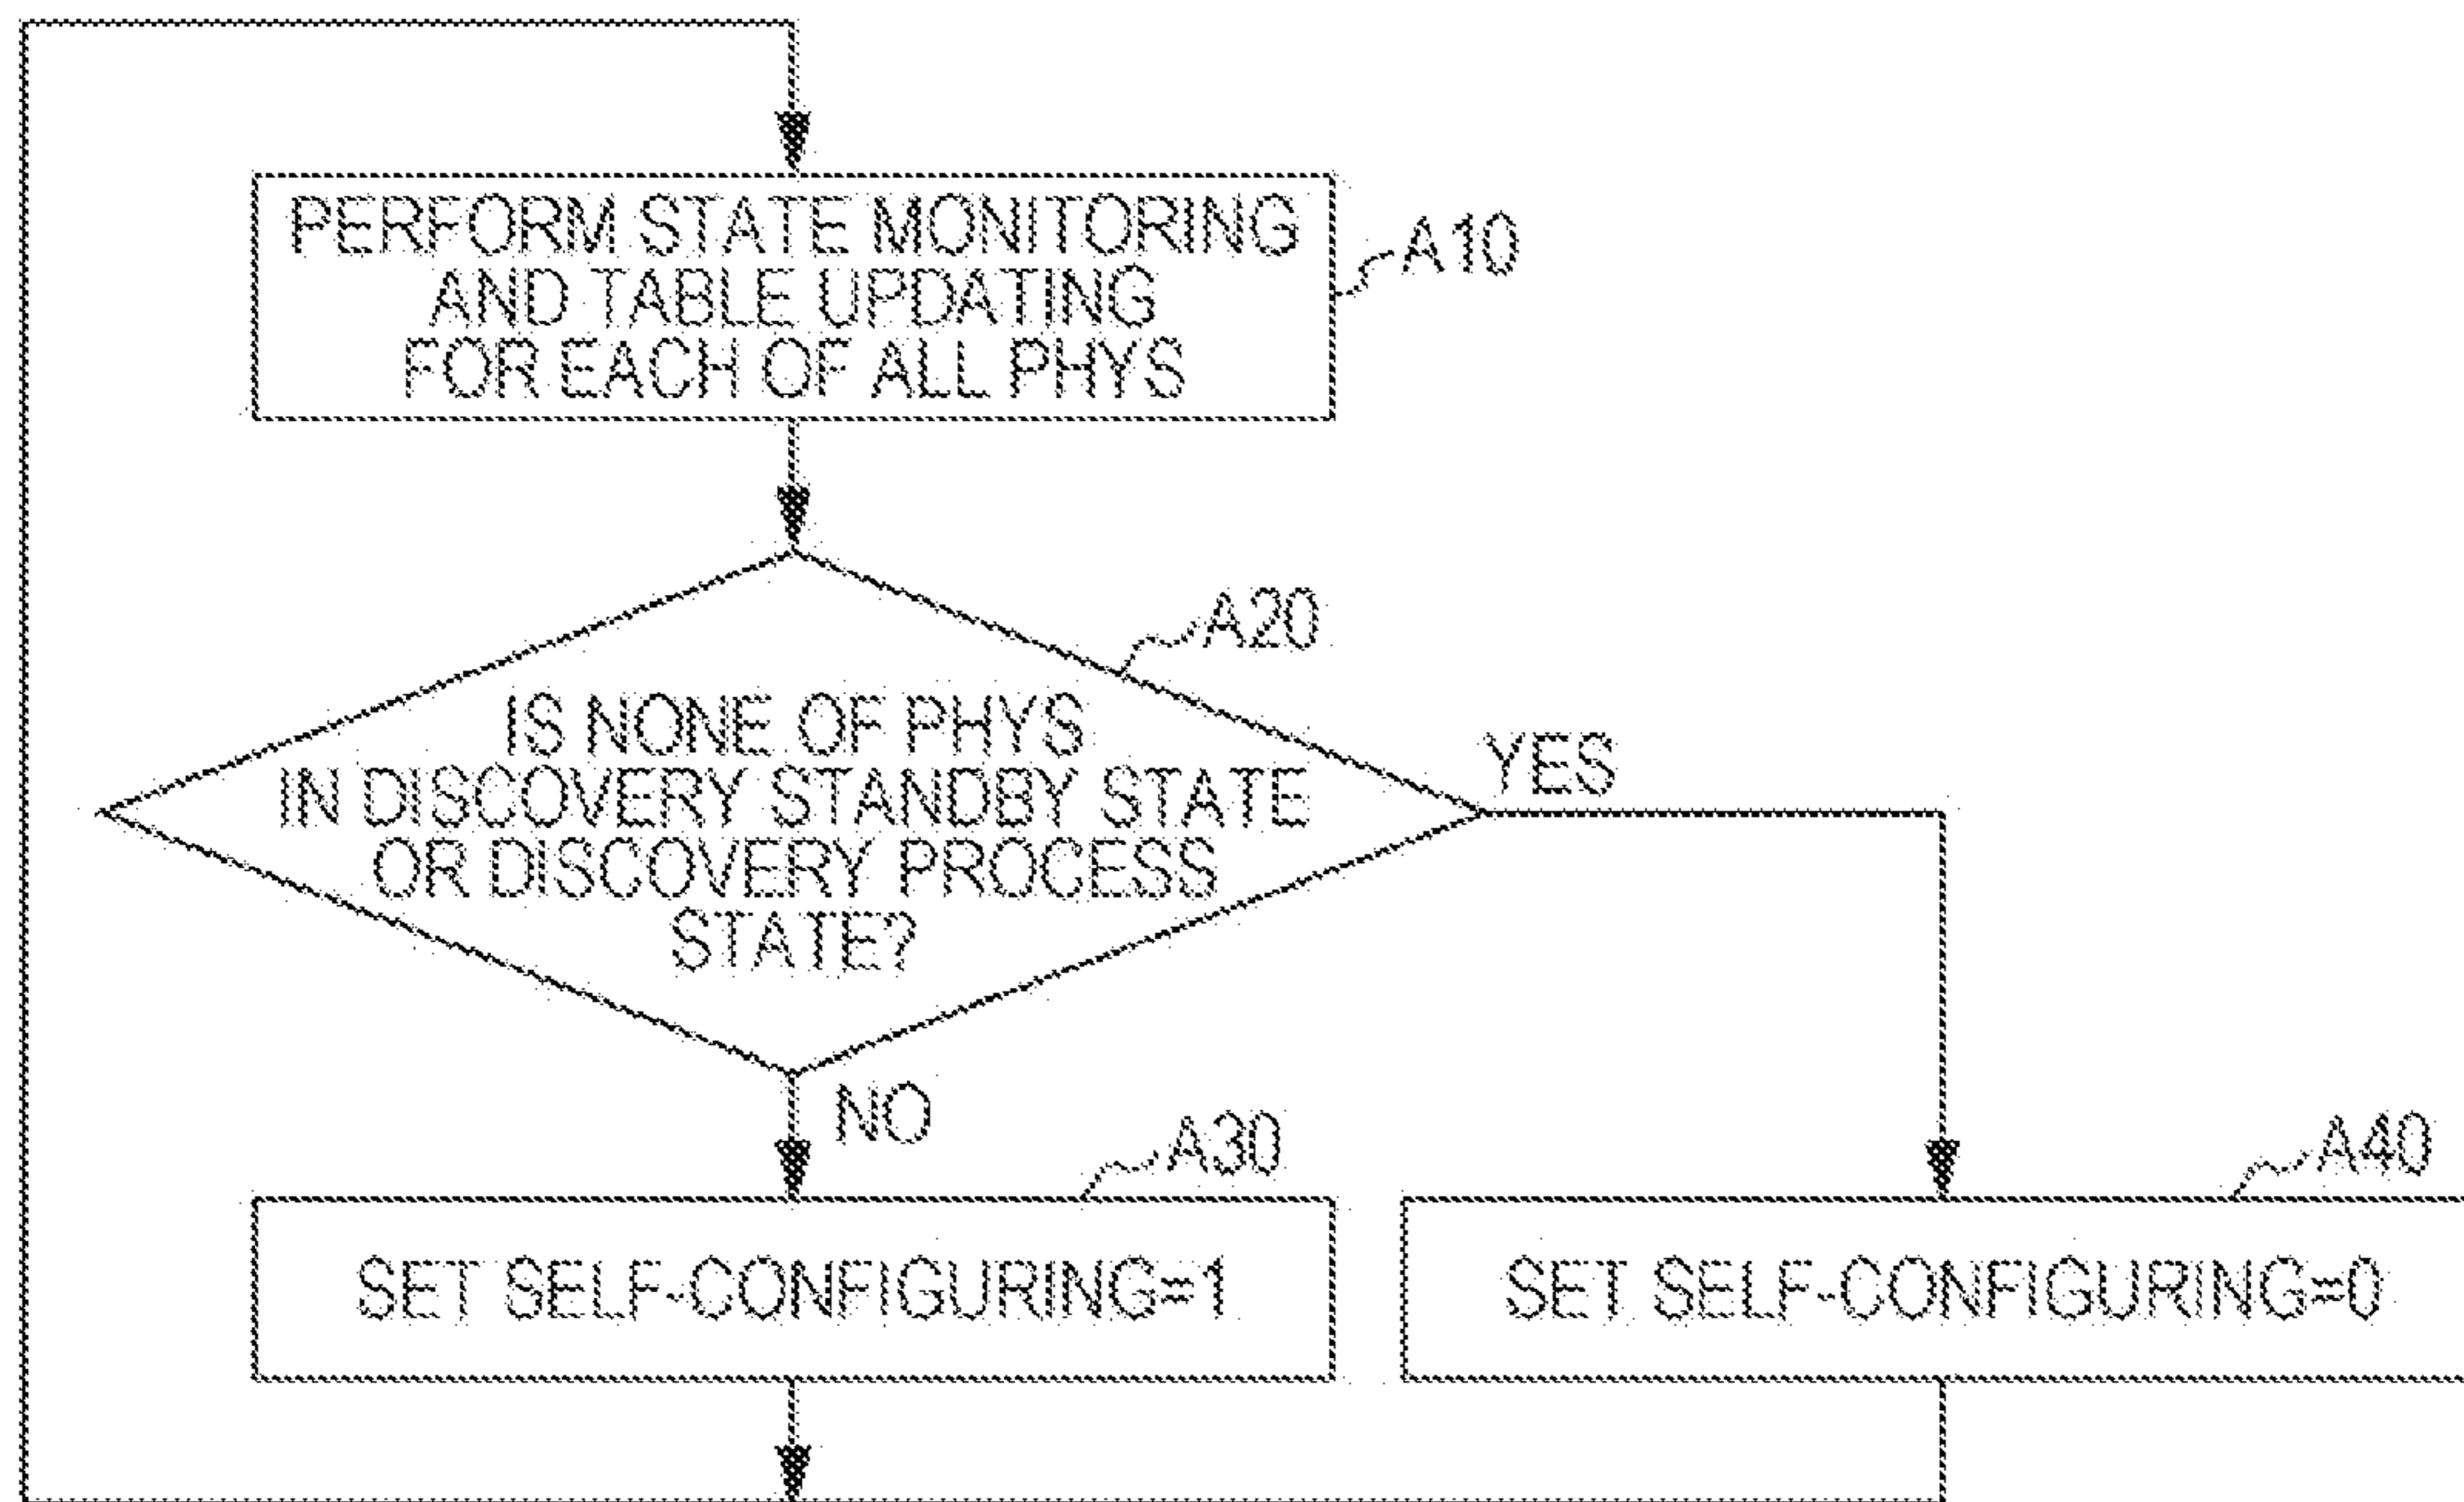 PERFORM STATE MONITORING
AND TABLE UPDATING
FOR EACH OF ALL PHYS
A10
A20
IS NONE OF PHYS
IN DISCOVERY STANDBY STATE
OR DISCOVERY PROCESS
STATE?
YES
NO
A30
A40
SET SELF-CONFIGURING=1
SET SELF-CONFIGURING=0